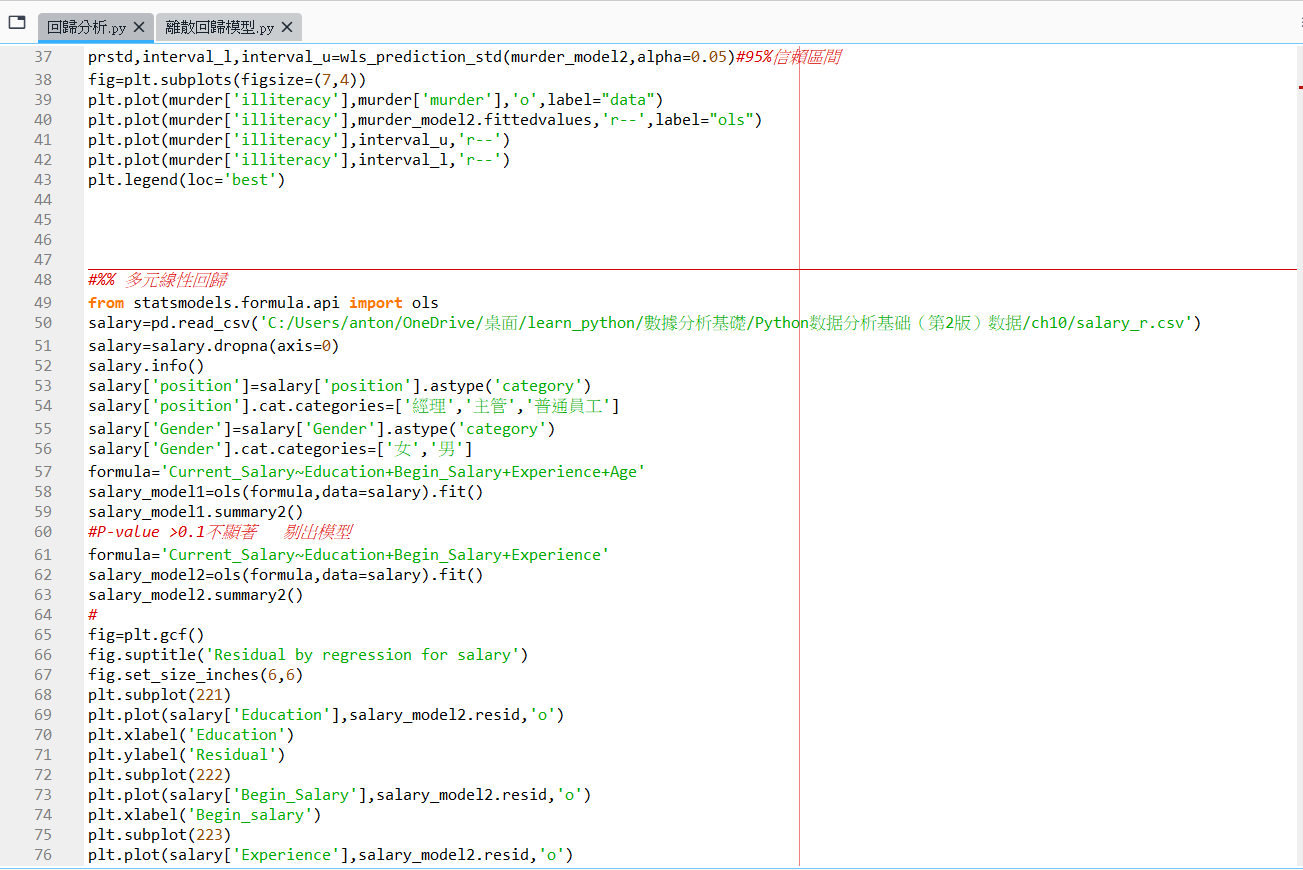 回歸分析.py
離散回歸模型.py
37 prstd,interval_l,interval_u=wls_prediction_std(murder_model2,alpha=0.05)#95%信賴區間
38 fig=plt.subplots(figsize=(7,4))
39 plt.plot(murder['illiteracy'],murder['murder'],'o',label="data")
40 plt.plot(murder['illiteracy'],murder_model2.fittedvalues,'r--',label="ols")
41 plt.plot(murder['illiteracy'],interval_u,'r--')
42 plt.plot(murder['illiteracy'],interval_l,'r--')
43 plt.legend(loc='best')
44
45
46
47
48 #%% 多元線性回歸
49 from statsmodels.formula.api import ols
50 salary=pd.read_csv('C:/Users/anton/OneDrive/桌面/learn_python/數據分析基礎/Python数据分析基础（第2版）数据/ch10/salary_r.csv')
51 salary=salary.dropna(axis=0)
52 salary.info()
53 salary['position']=salary['position'].astype('category')
54 salary['position'].cat.categories=['經理','主管','普通員工']
55 salary['Gender']=salary['Gender'].astype('category')
56 salary['Gender'].cat.categories=['女','男']
57 formula='Current_Salary~Education+Begin_Salary+Experience+Age'
58 salary_model1=ols(formula,data=salary).fit()
59 salary_model1.summary2()
60 #P-value >0.1不顯著   剔出模型
61 formula='Current_Salary~Education+Begin_Salary+Experience'
62 salary_model2=ols(formula,data=salary).fit()
63 salary_model2.summary2()
64 #
65 fig=plt.gcf()
66 fig.suptitle('Residual by regression for salary')
67 fig.set_size_inches(6,6)
68 plt.subplot(221)
69 plt.plot(salary['Education'],salary_model2.resid,'o')
70 plt.xlabel('Education')
71 plt.ylabel('Residual')
72 plt.subplot(222)
73 plt.plot(salary['Begin_Salary'],salary_model2.resid,'o')
74 plt.xlabel('Begin_salary')
75 plt.subplot(223)
76 plt.plot(salary['Experience'],salary_model2.resid,'o')